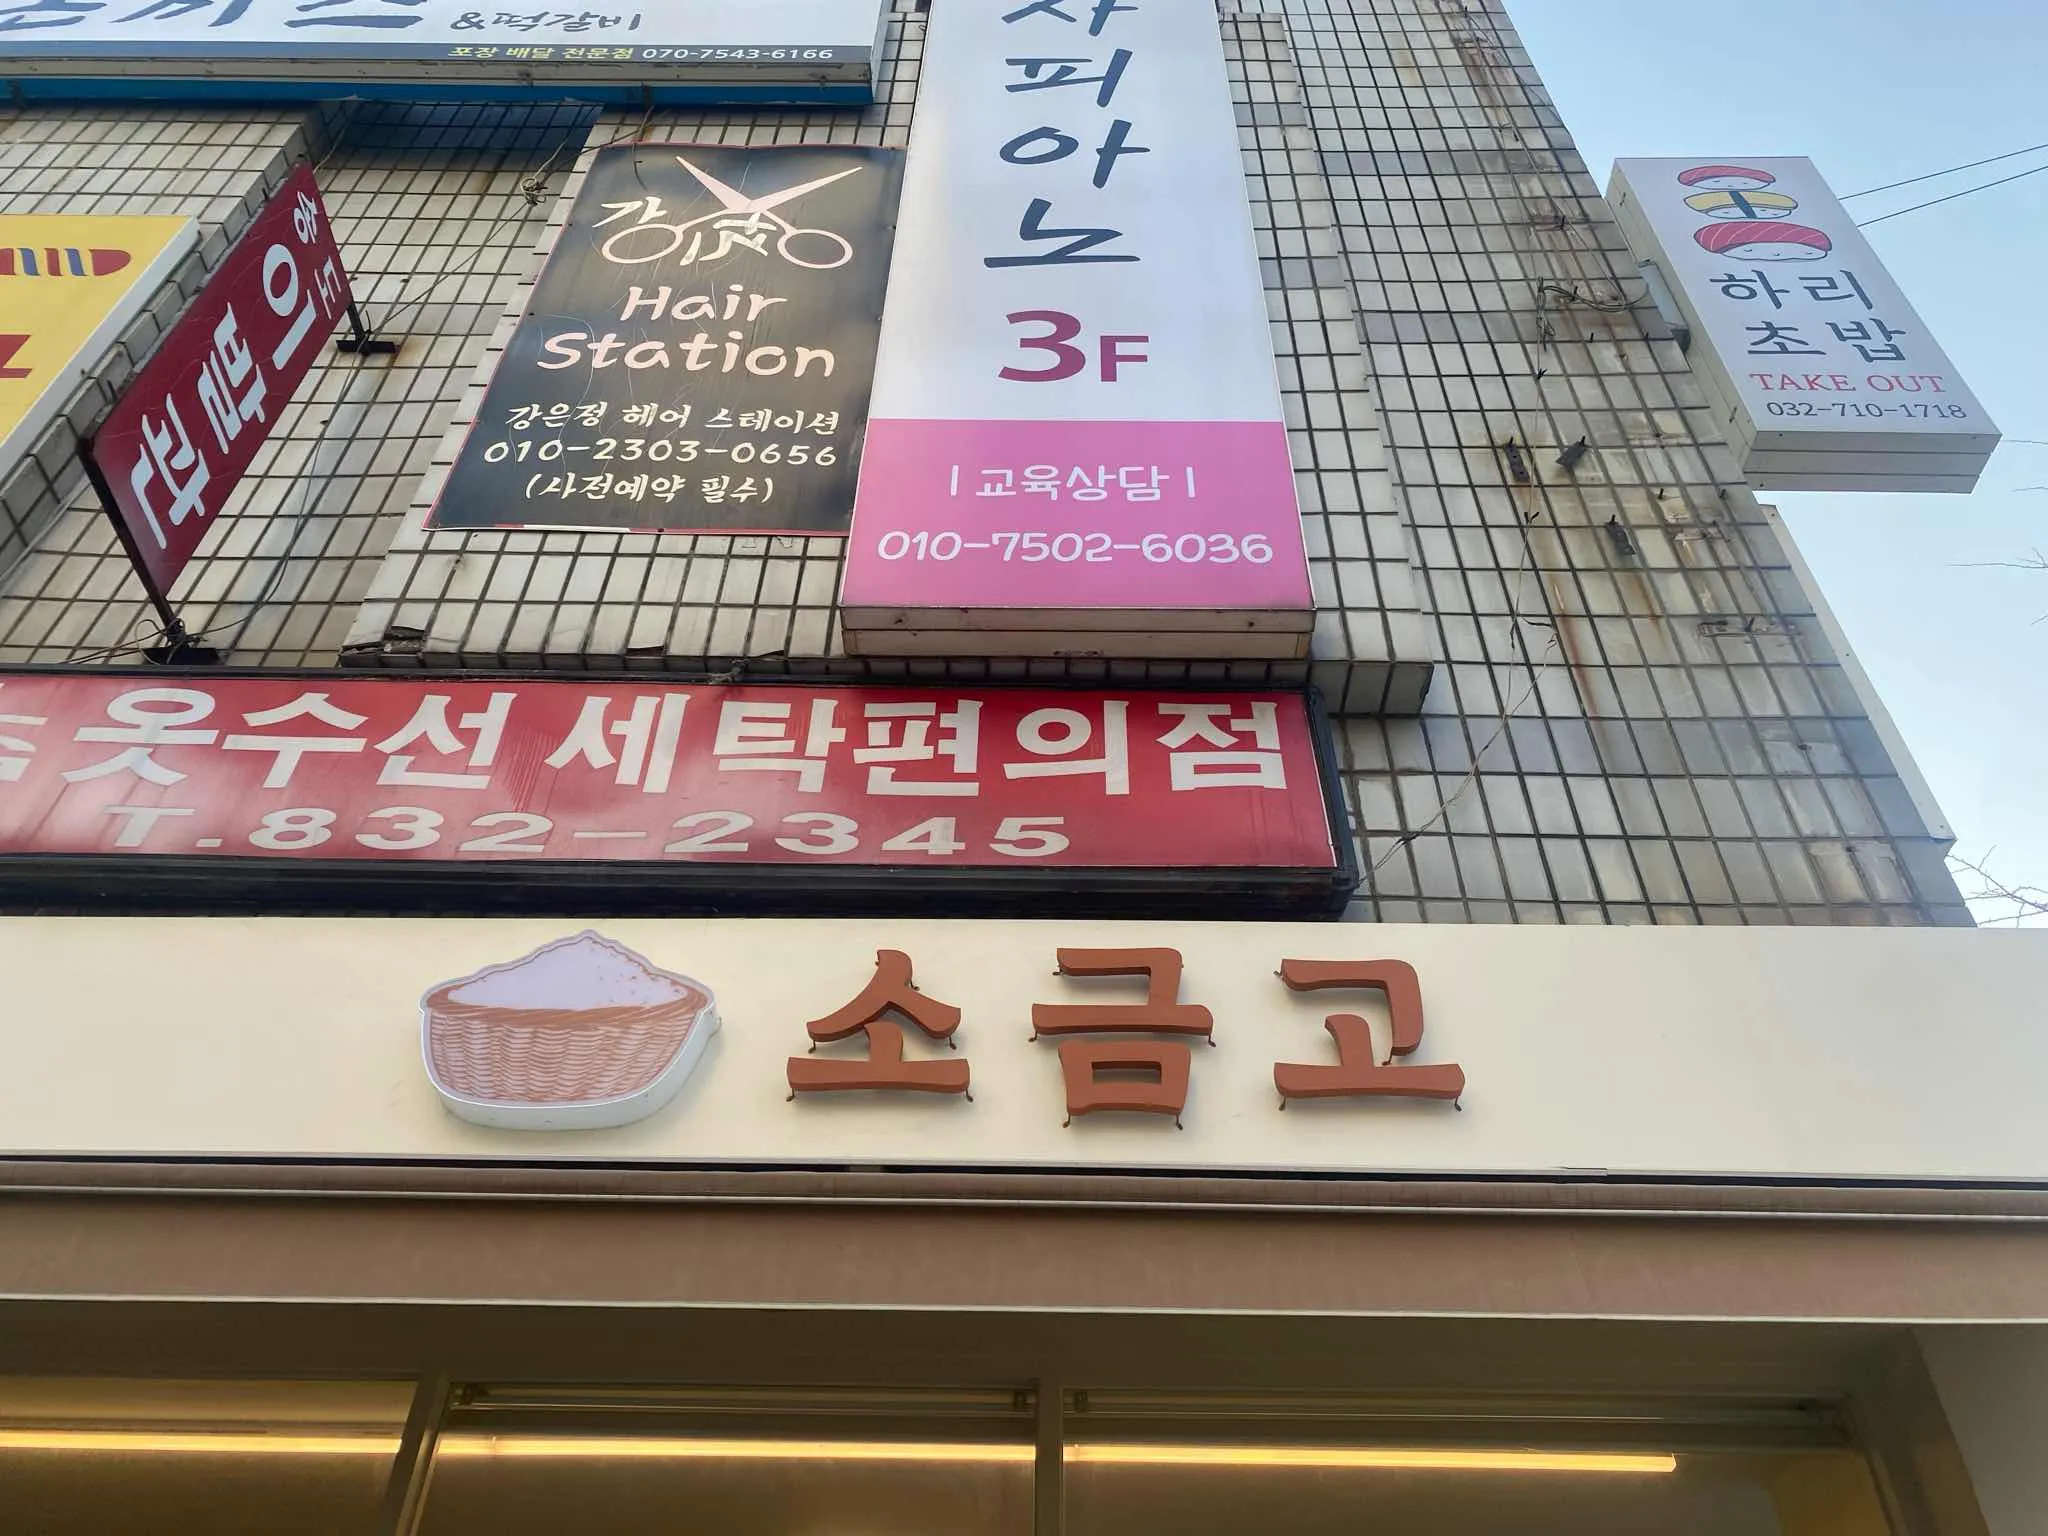 &떡갈비
포장 배달 전문점 070-7543-6166
피아노
3F
| 교육상담 |
010-7502-6036
강은정
Hair
Station
강은정 헤어 스테이션
010-2303-0656
(사전예약 필수)
하리
초밥
TAKE OUT
032-710-1718
옷수선 세탁편의점
T.832-2345
소금고